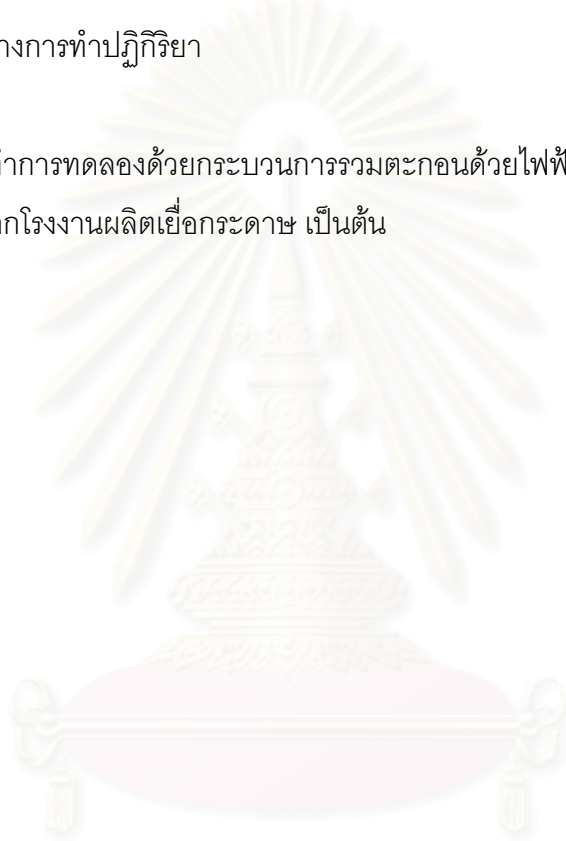 างการทำปฏิกิริยา
ำการทดลองด้วยกระบวนการรวมตะกอนด้วยไฟฟ้
กโรงงานผลิตเยื่อกระดาษ เป็นต้น